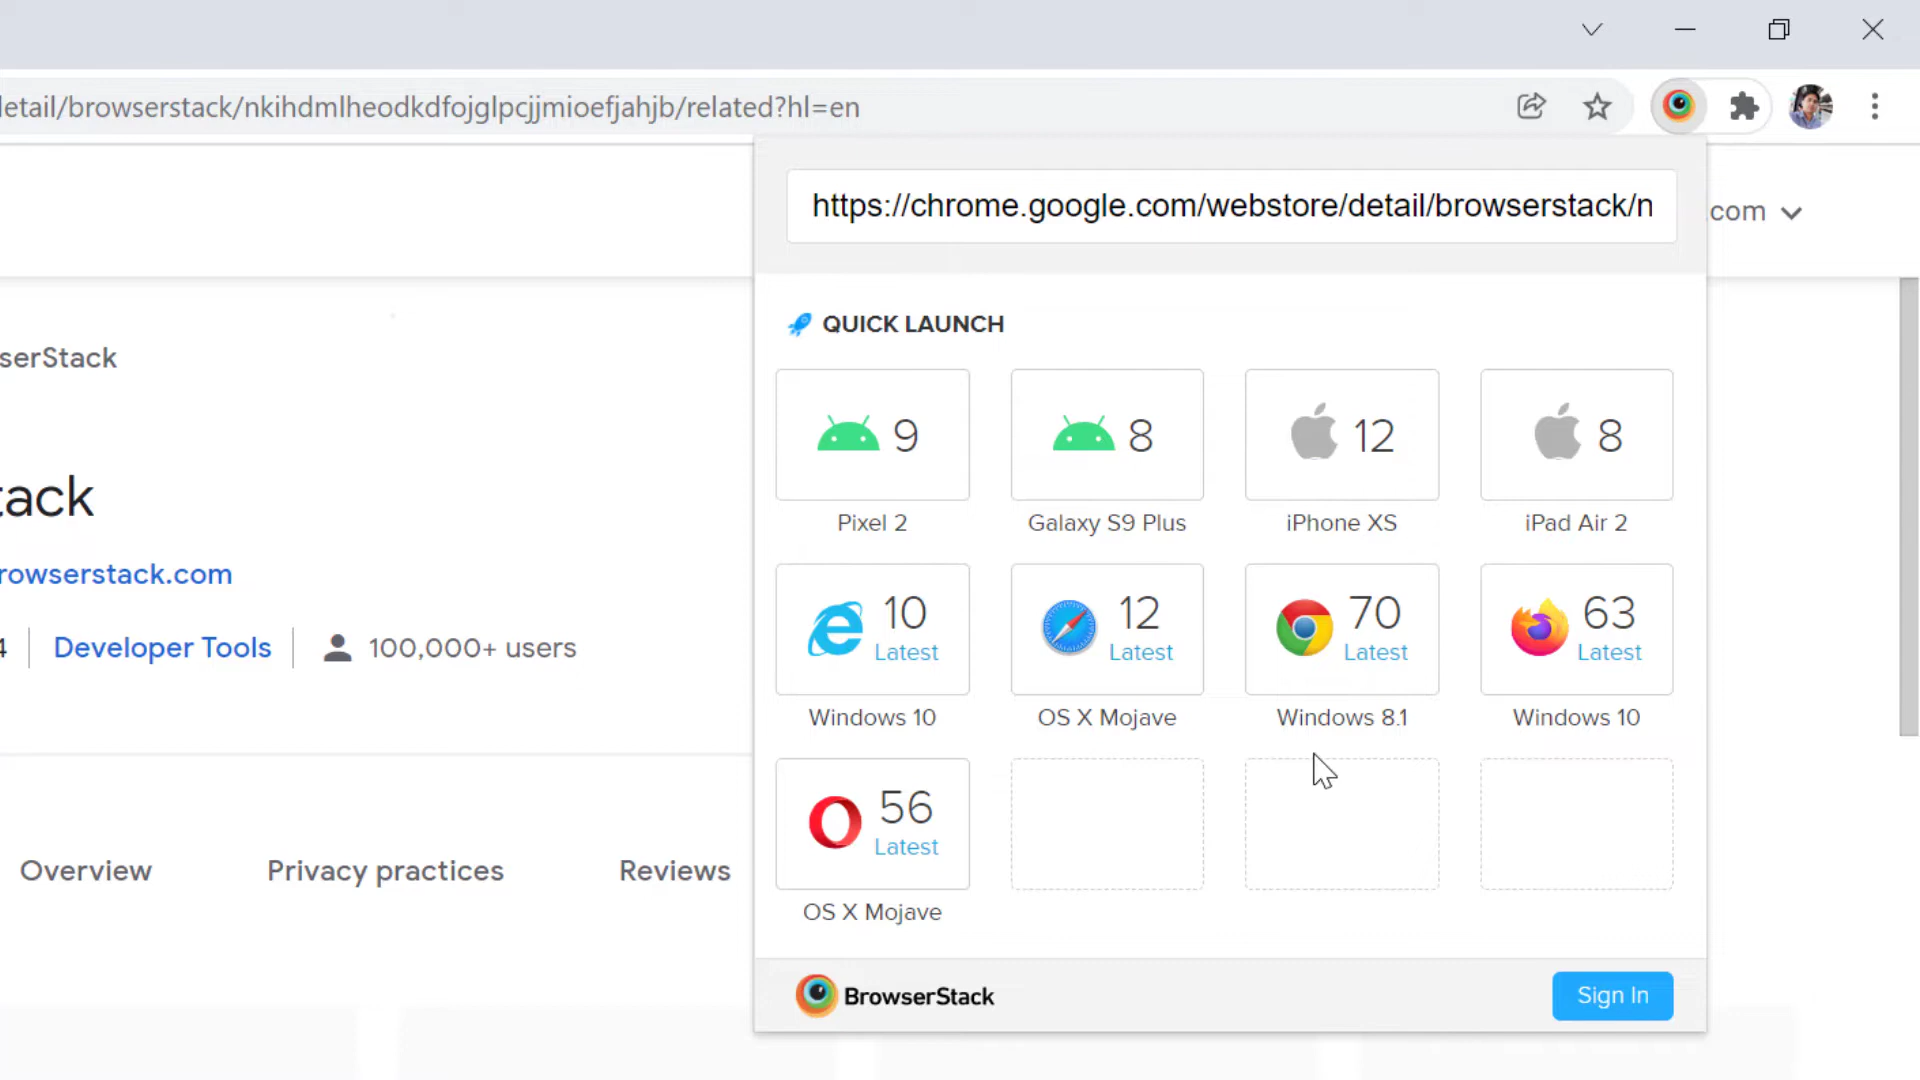 etail/browserstack/nkihdmlheodkdfojglpcjjmioefjahjb/related?hl=en
https://chrome.google.com/webstore/detail/browserstack/n
.com
serStack
tack
rowserstack.com
4 Developer Tools 100,000+ users
Overview Privacy practices Reviews
QUICK LAUNCH
9 8 12 8
Pixel 2 Galaxy S9 Plus iPhone XS iPad Air 2
10 12 70 63
Latest Latest Latest Latest
Windows 10 OS X Mojave Windows 8.1 Windows 10
56
Latest
OS X Mojave
BrowserStack Sign In